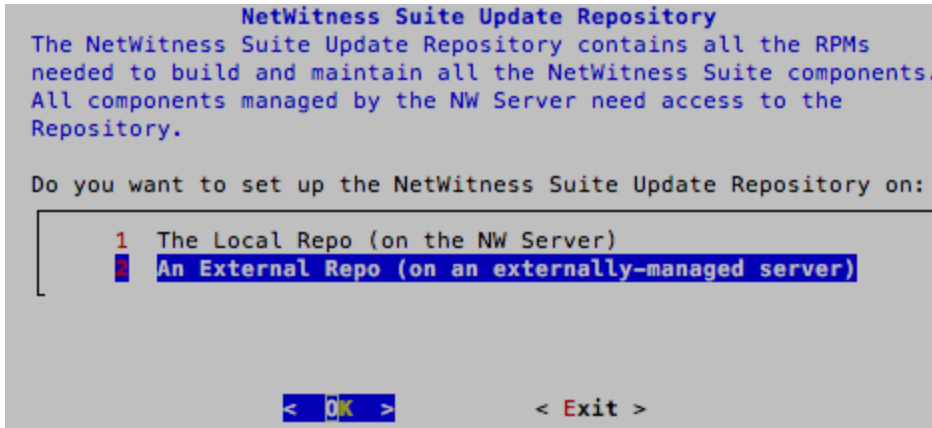 NetWitness Suite Update Repository
The NetWitness Suite Update Repository contains all the RPMs
needed to build and maintain all the NetWitness Suite components.
All components managed by the NW Server need access to the
Repository.
Do you want to set up the NetWitness Suite Update Repository on:
1 The Local Repo (on the NW Server)
2 An External Repo (on an externally-managed server)
< OK > < Exit >